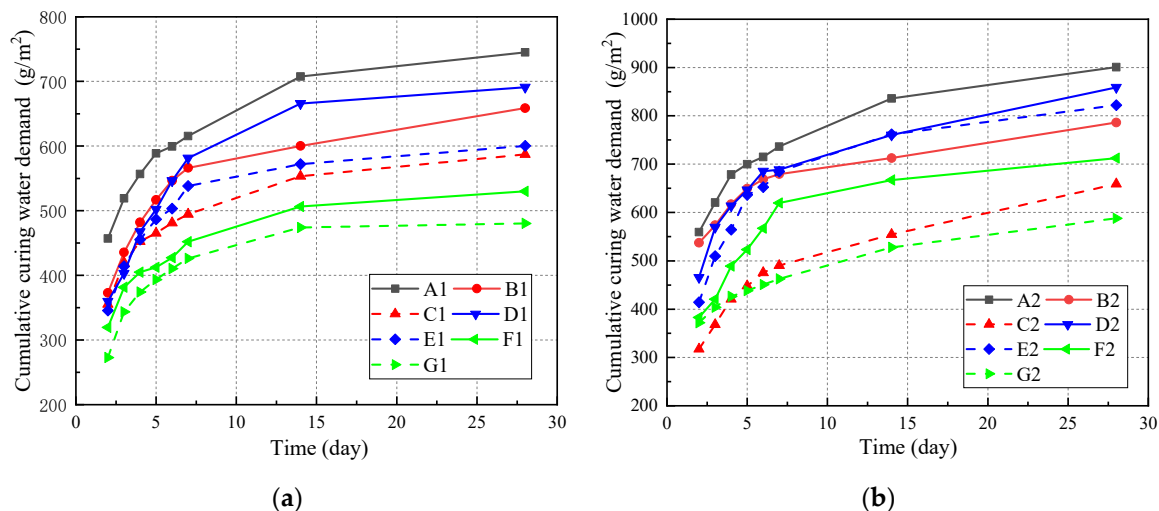 800
700
600
500
400
300
200
0 5 10 15 20 25 30
Cumulative curing water demand (g/m²)
Time (day)
A1 B1
C1 D1
E1 F1
G1
(a)
1000
900
800
700
600
500
400
300
200
0 5 10 15 20 25 30
Cumulative curing water demand (g/m²)
Time (day)
A2 B2
C2 D2
E2 F2
G2
(b)